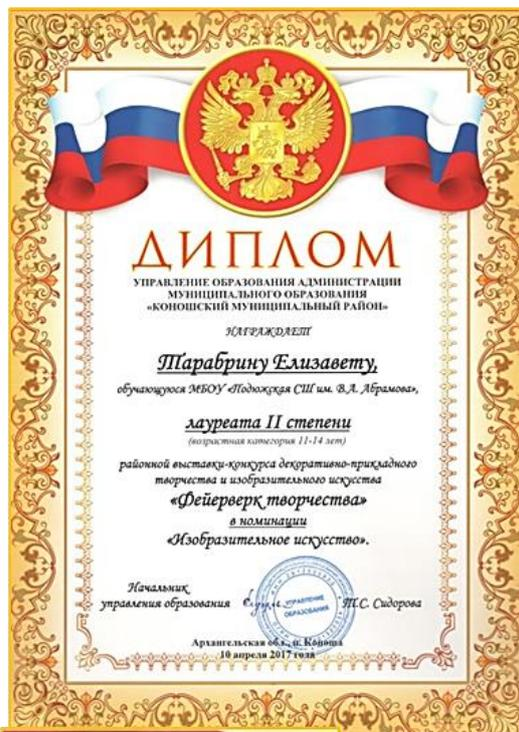 ДИПЛОМ
УПРАВЛЕНИЕ ОБРАЗОВАНИЯ АДМИНИСТРАЦИИ
МУНИЦИПАЛЬНОГО ОБРАЗОВАНИЯ
«КОНОШСКИЙ МУНИЦИПАЛЬНЫЙ РАЙОН»
НАГРАЖДАЕТ
Тарабрину Елизавету,
обучающуюся МБОУ «Подюжская СШ им. В.А. Абрамова»,
лауреата II степени
(возрастная категория 11-14 лет)
районной выставки-конкурса декоративно-прикладного
творчества и изобразительного искусства
«Фейерверк творчества»
в номинации
«Изобразительное искусство».
Начальник
управления образования Т.С. Сидорова
УПРАВЛЕНИЕ
ОБРАЗОВАНИЯ
Архангельская обл., п. Коноша
10 апреля 2017 года